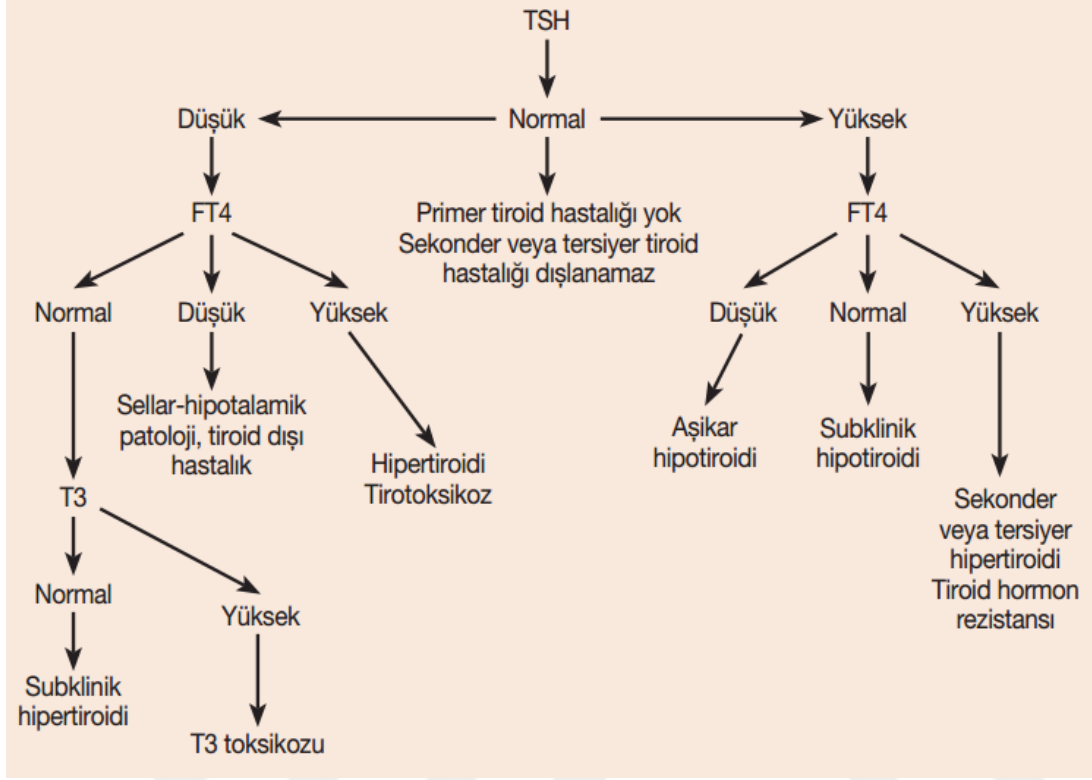 TSH
Düşük
Normal
Yüksek
FT4
Primer tiroid hastalığı yok
Sekonder veya tersiyer tiroid
hastalığı dışlanamaz
FT4
Normal
Düşük
Yüksek
Düşük
Normal
Yüksek
Sellar-hipotalamik
patoloji, tiroid dışı
hastalık
Hipertiroidi
Tirotoksikoz
Aşikar
hipotiroidi
Subklinik
hipotiroidi
Sekonder
veya tersiyer
hipertiroidi
Tiroid hormon
rezistansı
T3
Normal
Yüksek
Subklinik
hipertiroidi
T3 toksikozu